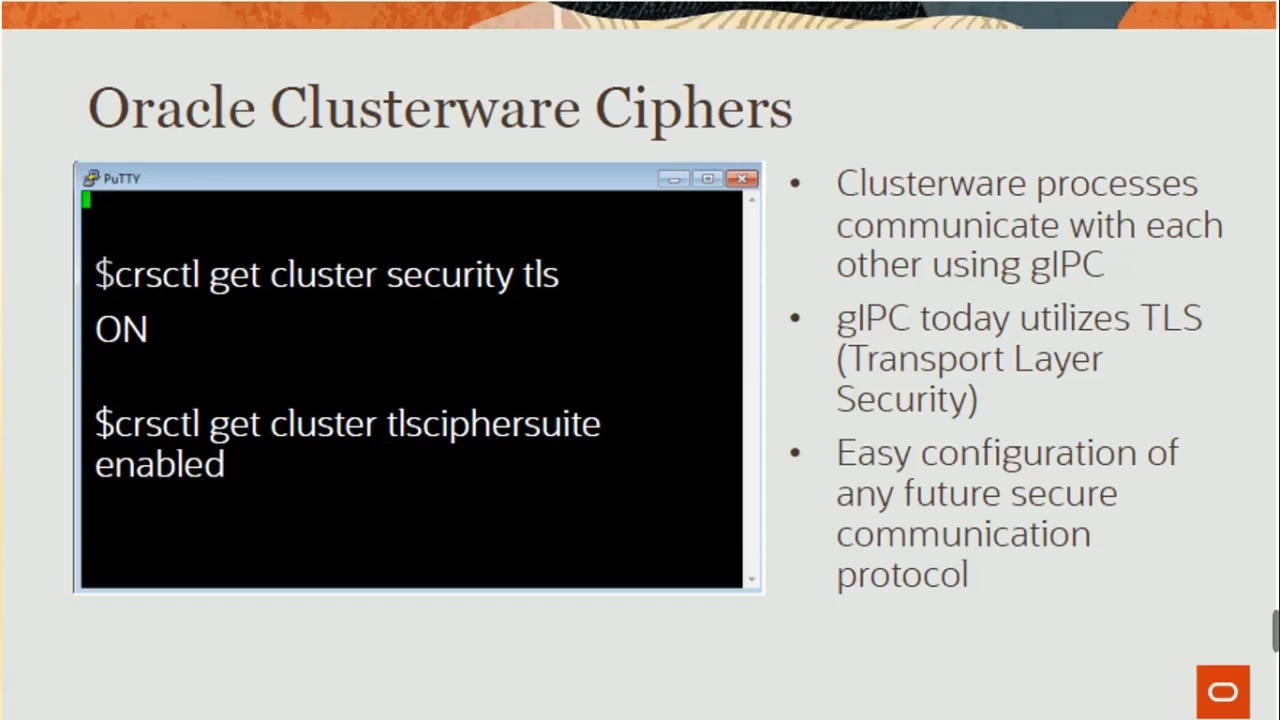 Oracle Clusterware Ciphers
PuTTY
$crsctl get cluster security tls
ON
$crsctl get cluster tlsciphersuite
enabled
• Clusterware processes
communicate with each
other using gIPC
• gIPC today utilizes TLS
(Transport Layer
Security)
• Easy configuration of
any future secure
communication
protocol